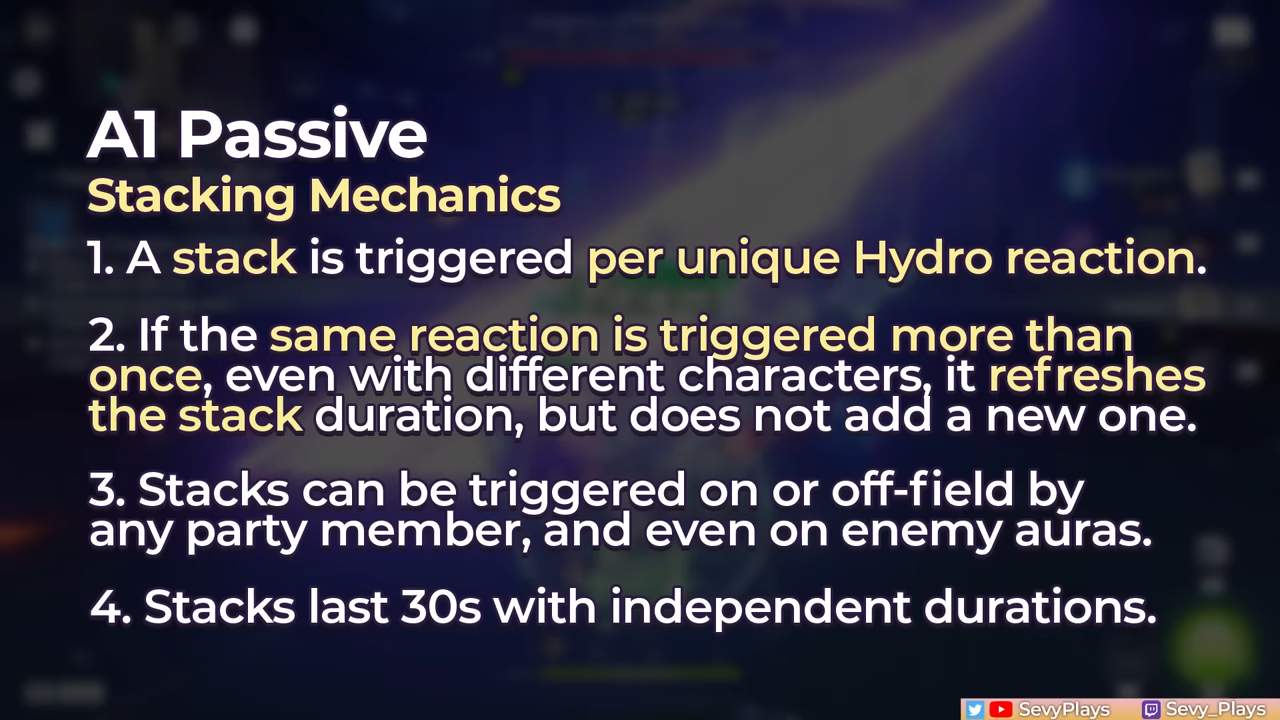 A1 Passive
Stacking Mechanics
1. A stack is triggered per unique Hydro reaction.
2. If the same reaction is triggered more than
once, even with different characters, it refreshes
the stack duration, but does not add a new one.
3. Stacks can be triggered on or off-field by
any party member, and even on enemy auras.
4. Stacks last 30s with independent durations.
SevyPlays Sevy_Plays